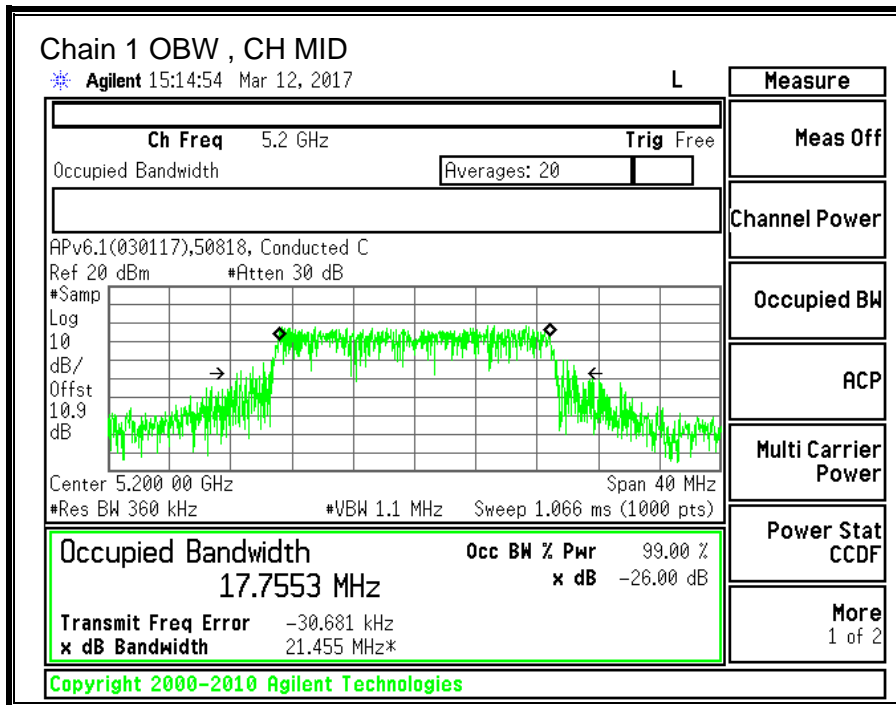 Chain 1 OBW , CH MID
Agilent 15:14:54 Mar 12, 2017 L
Measure
Ch Freq 5.2 GHz Trig Free
Meas Off
Occupied Bandwidth Averages: 20
Channel Power
APv6.1(030117),50818, Conducted C
Ref 20 dBm #Atten 30 dB
#Samp
Log
10
dB/
Offst
10.9
dB
Occupied BW
ACP
Multi Carrier
Power
Center 5.200 00 GHz Span 40 MHz
#Res BW 360 kHz #VBW 1.1 MHz Sweep 1.066 ms (1000 pts)
Occupied Bandwidth Occ BW % Pwr 99.00 %
17.7553 MHz x dB -26.00 dB
Transmit Freq Error -30.681 kHz
x dB Bandwidth 21.455 MHz*
Power Stat
CCDF
More
1 of 2
Copyright 2000-2010 Agilent Technologies